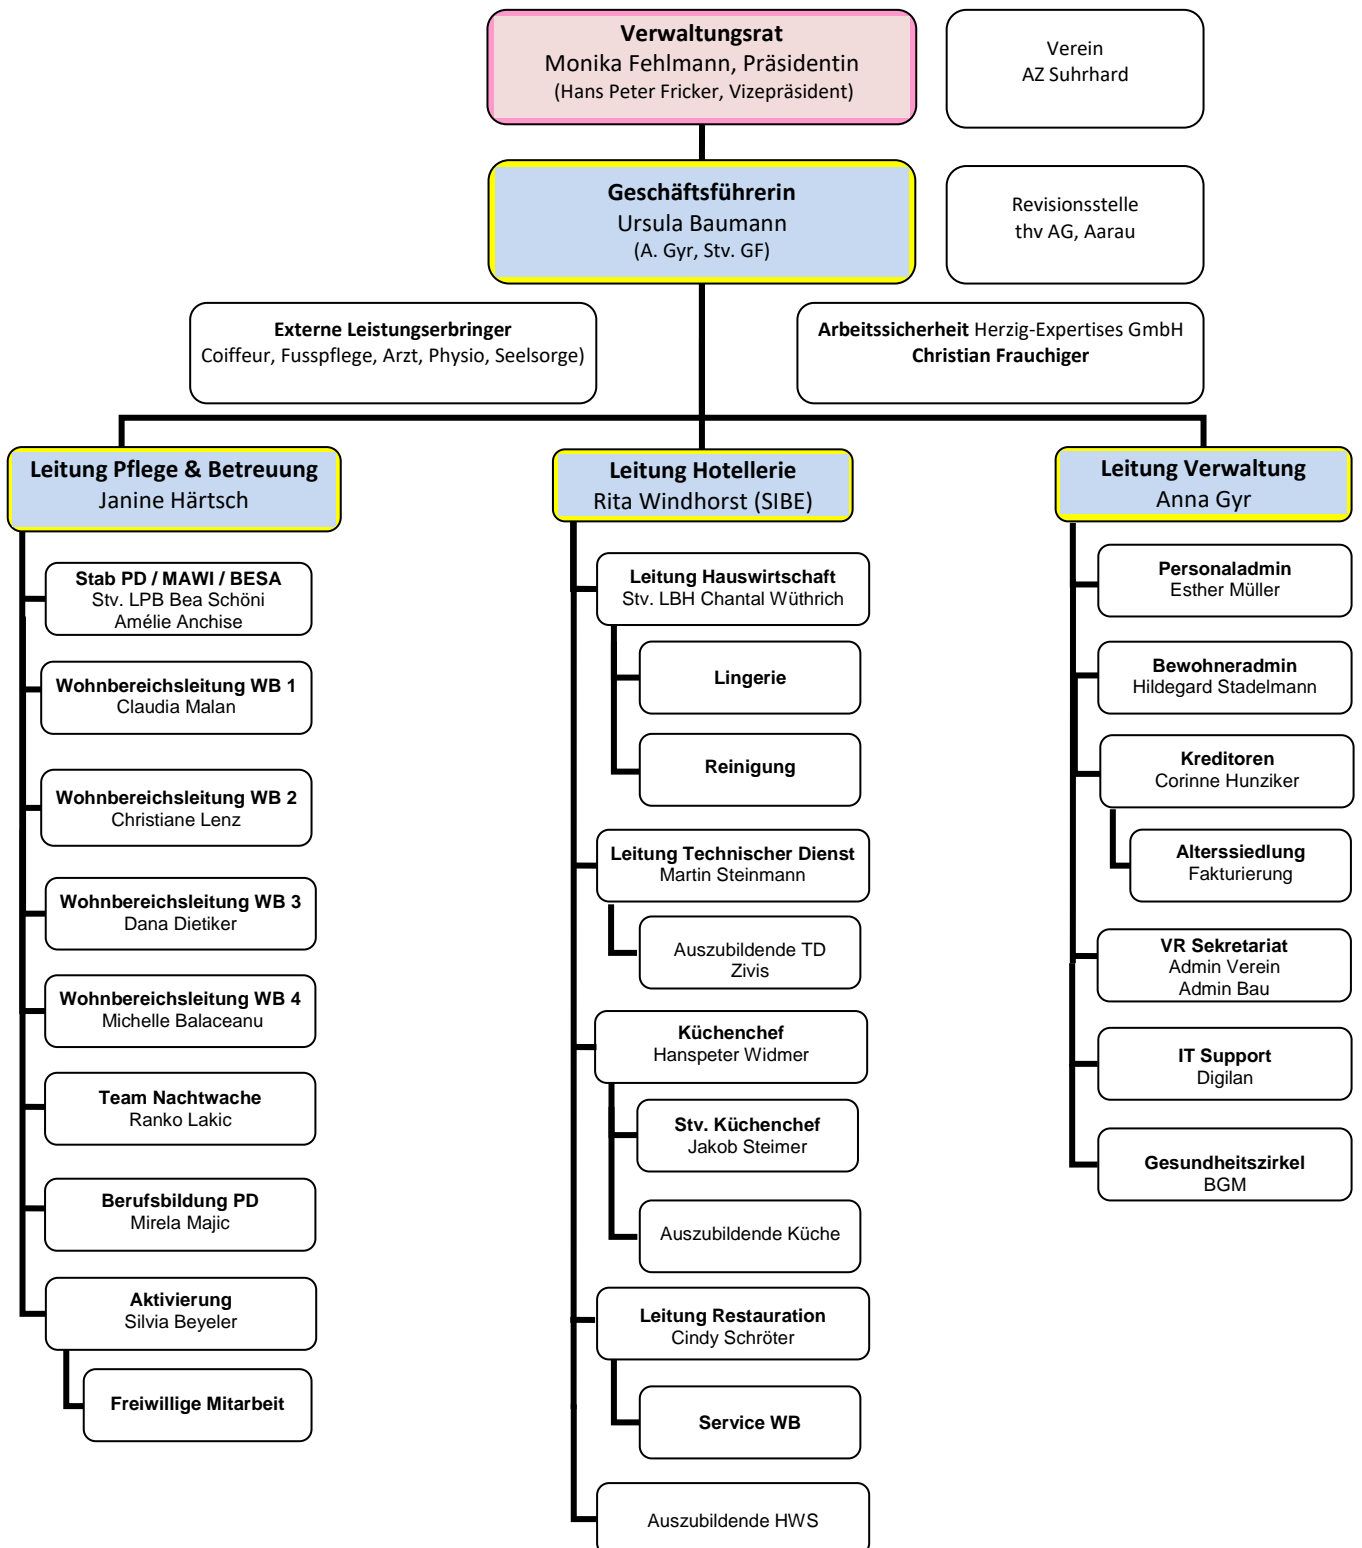 Verwaltungsrat
Monika Fehlmann, Präsidentin
(Hans Peter Fricker, Vizepräsident)
Verein
AZ Suhrhard
Geschäftsführerin
Ursula Baumann
(A. Gyr, Stv. GF)
Revisionsstelle
thv AG, Aarau
Externe Leistungserbringer
Coiffeur, Fusspflege, Arzt, Physio, Seelsorge)
Arbeitssicherheit Herzig-Expertises GmbH
Christian Frauchiger
Leitung Pflege & Betreuung
Janine Härtsch
Stab PD / MAWI / BESA
Stv. LPB Bea Schöni
Amélie Anchise
Wohnbereichsleitung WB 1
Claudia Malan
Wohnbereichsleitung WB 2
Christiane Lenz
Wohnbereichsleitung WB 3
Dana Dietiker
Wohnbereichsleitung WB 4
Michelle Balaceanu
Team Nachtwache
Ranko Lakic
Berufsbildung PD
Mirela Majic
Aktivierung
Silvia Beyeler
Freiwillige Mitarbeit
Leitung Hotellerie
Rita Windhorst (SIBE)
Leitung Hauswirtschaft
Stv. LBH Chantal Wüthrich
Lingerie
Reinigung
Leitung Technischer Dienst
Martin Steinmann
Auszubildende TD
Zivis
Küchenchef
Hanspeter Widmer
Stv. Küchenchef
Jakob Steimer
Auszubildende Küche
Leitung Restauration
Cindy Schröter
Service WB
Auszubildende HWS
Leitung Verwaltung
Anna Gyr
Personaladmin
Esther Müller
Bewohneradmin
Hildegard Stadelmann
Kreditoren
Corinne Hunziker
Alterssiedlung
Fakturierung
VR Sekretariat
Admin Verein
Admin Bau
IT Support
Digilan
Gesundheitszirkel
BGM